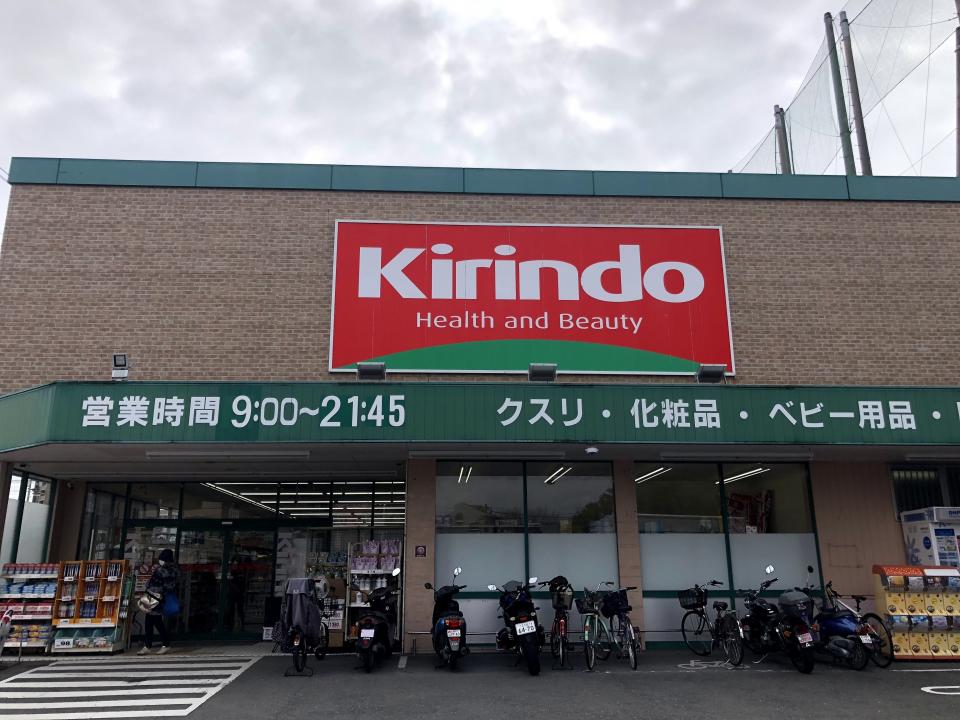 Kirindo
Health and Beauty
営業時間 9:00~21:45
クスリ・化粧品・ベビー用品・